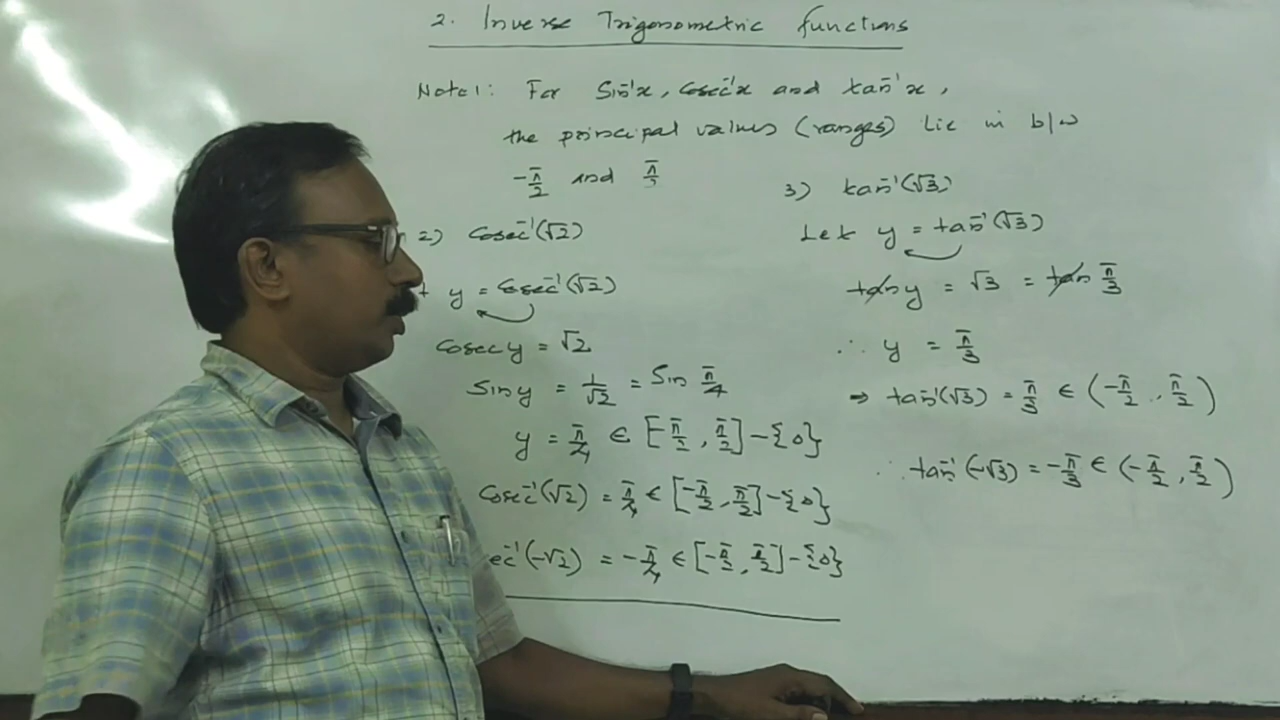 2. Inverse Trigonometric functions
Note1: For Sin⁻¹x, Cosec⁻¹x and tan⁻¹x,
the principal values (ranges) lie in b/w
-π/2 and π/2
2) Cosec⁻¹(√2)
y = Cosec⁻¹(√2)
Cosec y = √2
Sin y = 1/√2 = Sin π/4
y = π/4 ∈ [-π/2, π/2] - {0}
Cosec⁻¹(√2) = π/4 ∈ [-π/2, π/2] - {0}
ec⁻¹(-√2) = -π/4 ∈ [-π/2, π/2] - {0}
3) tan⁻¹(√3)
Let y = tan⁻¹(√3)
tan y = √3 = tan π/3
∴ y = π/3
⇒ tan⁻¹(√3) = π/3 ∈ (-π/2, π/2)
∴ tan⁻¹(-√3) = -π/3 ∈ (-π/2, π/2)